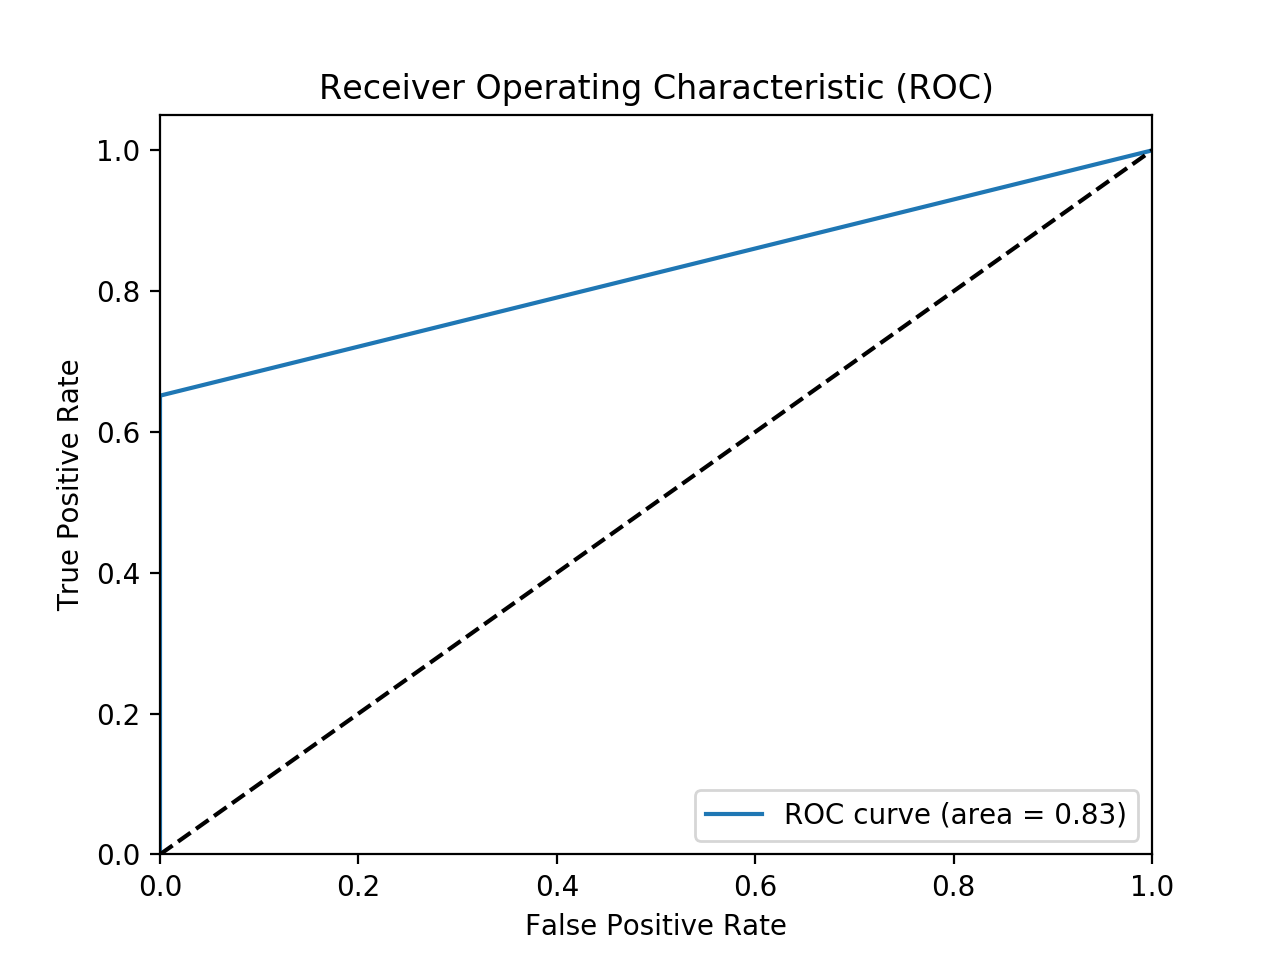 Receiver Operating Characteristic (ROC)
True Positive Rate
1.0
0.8
0.6
0.4
0.2
0.0
ROC curve (area = 0.83)
0.0 0.2 0.4 0.6 0.8 1.0
False Positive Rate